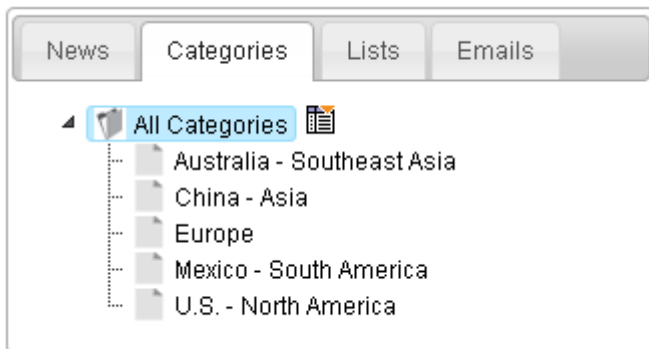 News Categories Lists Emails
All Categories
Australia - Southeast Asia
China - Asia
Europe
Mexico - South America
U.S. - North America